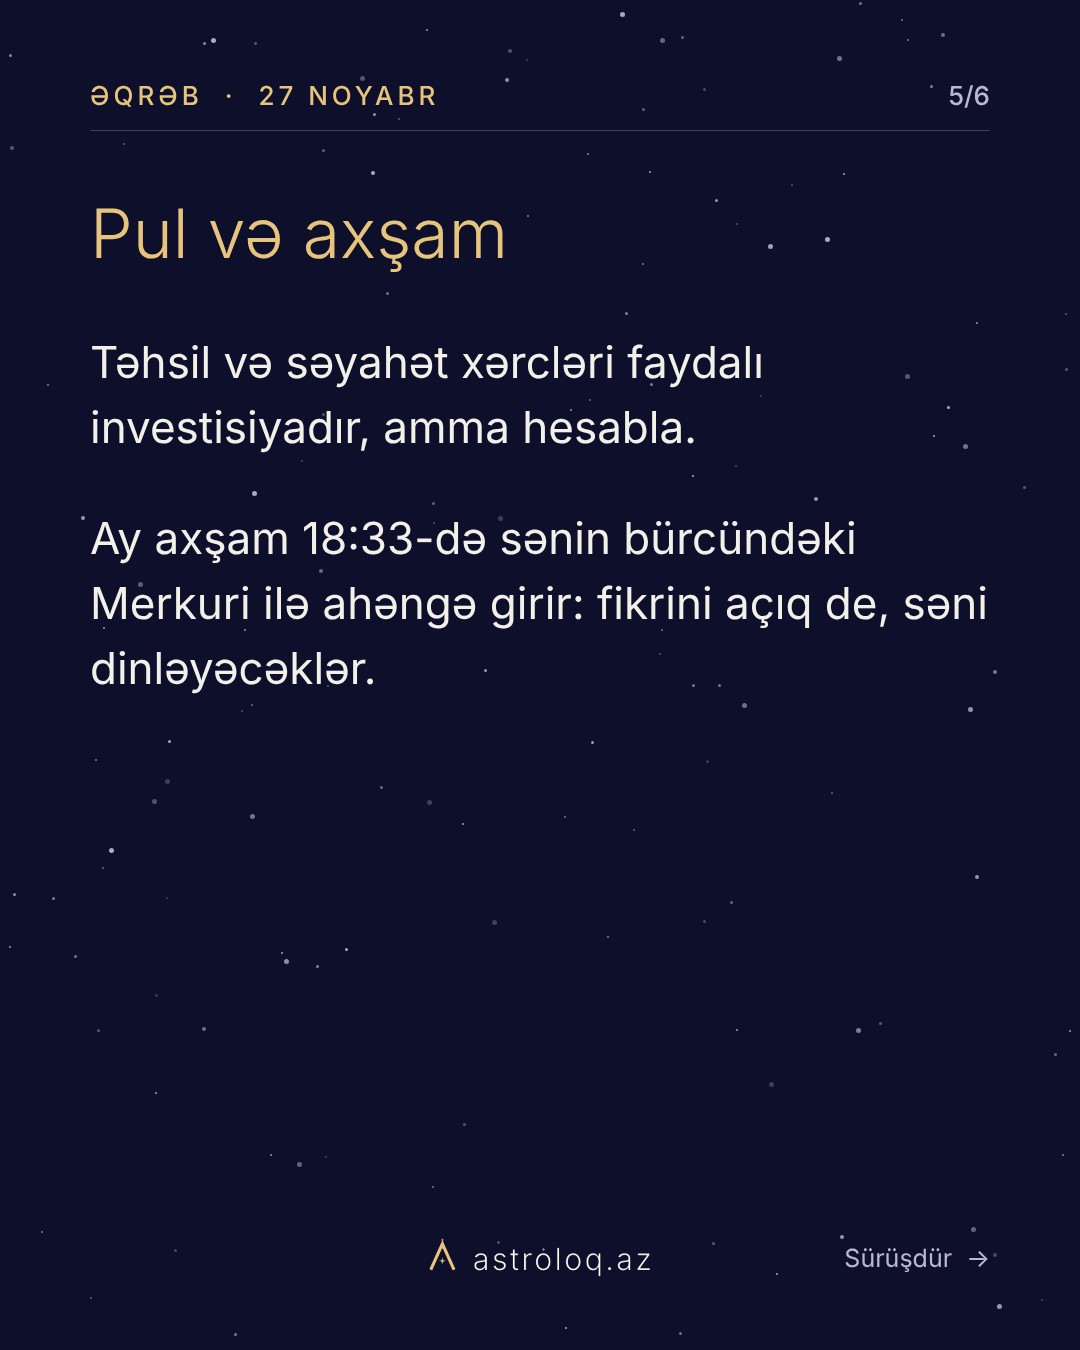 ƏQRƏB · 27 NOYABR
5/6
Pul və axşam
Təhsil və səyahət xərcləri faydalı
investisiyadır, amma hesabla.
Ay axşam 18:33-də sənin bürcündəki
Merkuri ilə ahəngə girir: fikrini açıq de, səni
dinləyəcəklər.
astroloq.az
Sürüşdür →